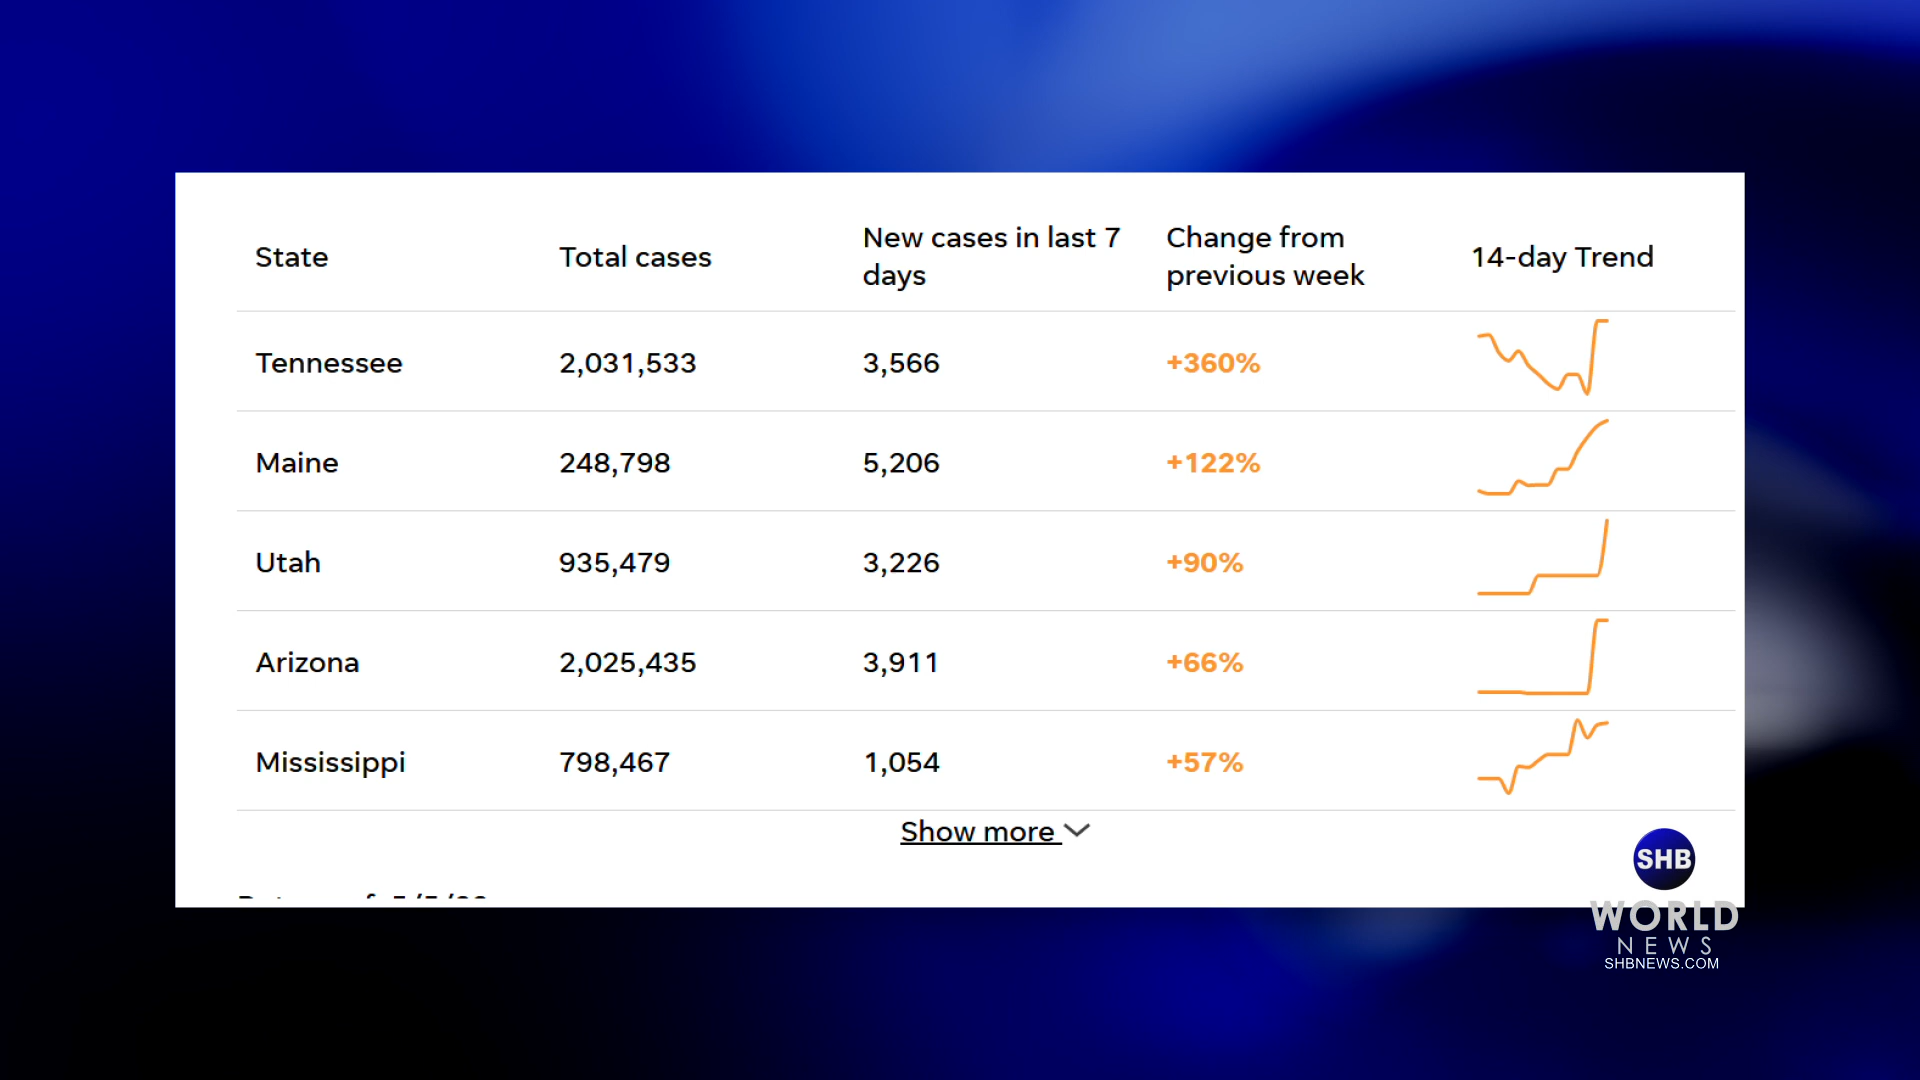 State Total cases New cases in last 7 days Change from previous week 14-day Trend
Tennessee 2,031,533 3,566 +360%
Maine 248,798 5,206 +122%
Utah 935,479 3,226 +90%
Arizona 2,025,435 3,911 +66%
Mississippi 798,467 1,054 +57%
Show more
SHB
WORLD
NEWS
SHBNEWS.COM